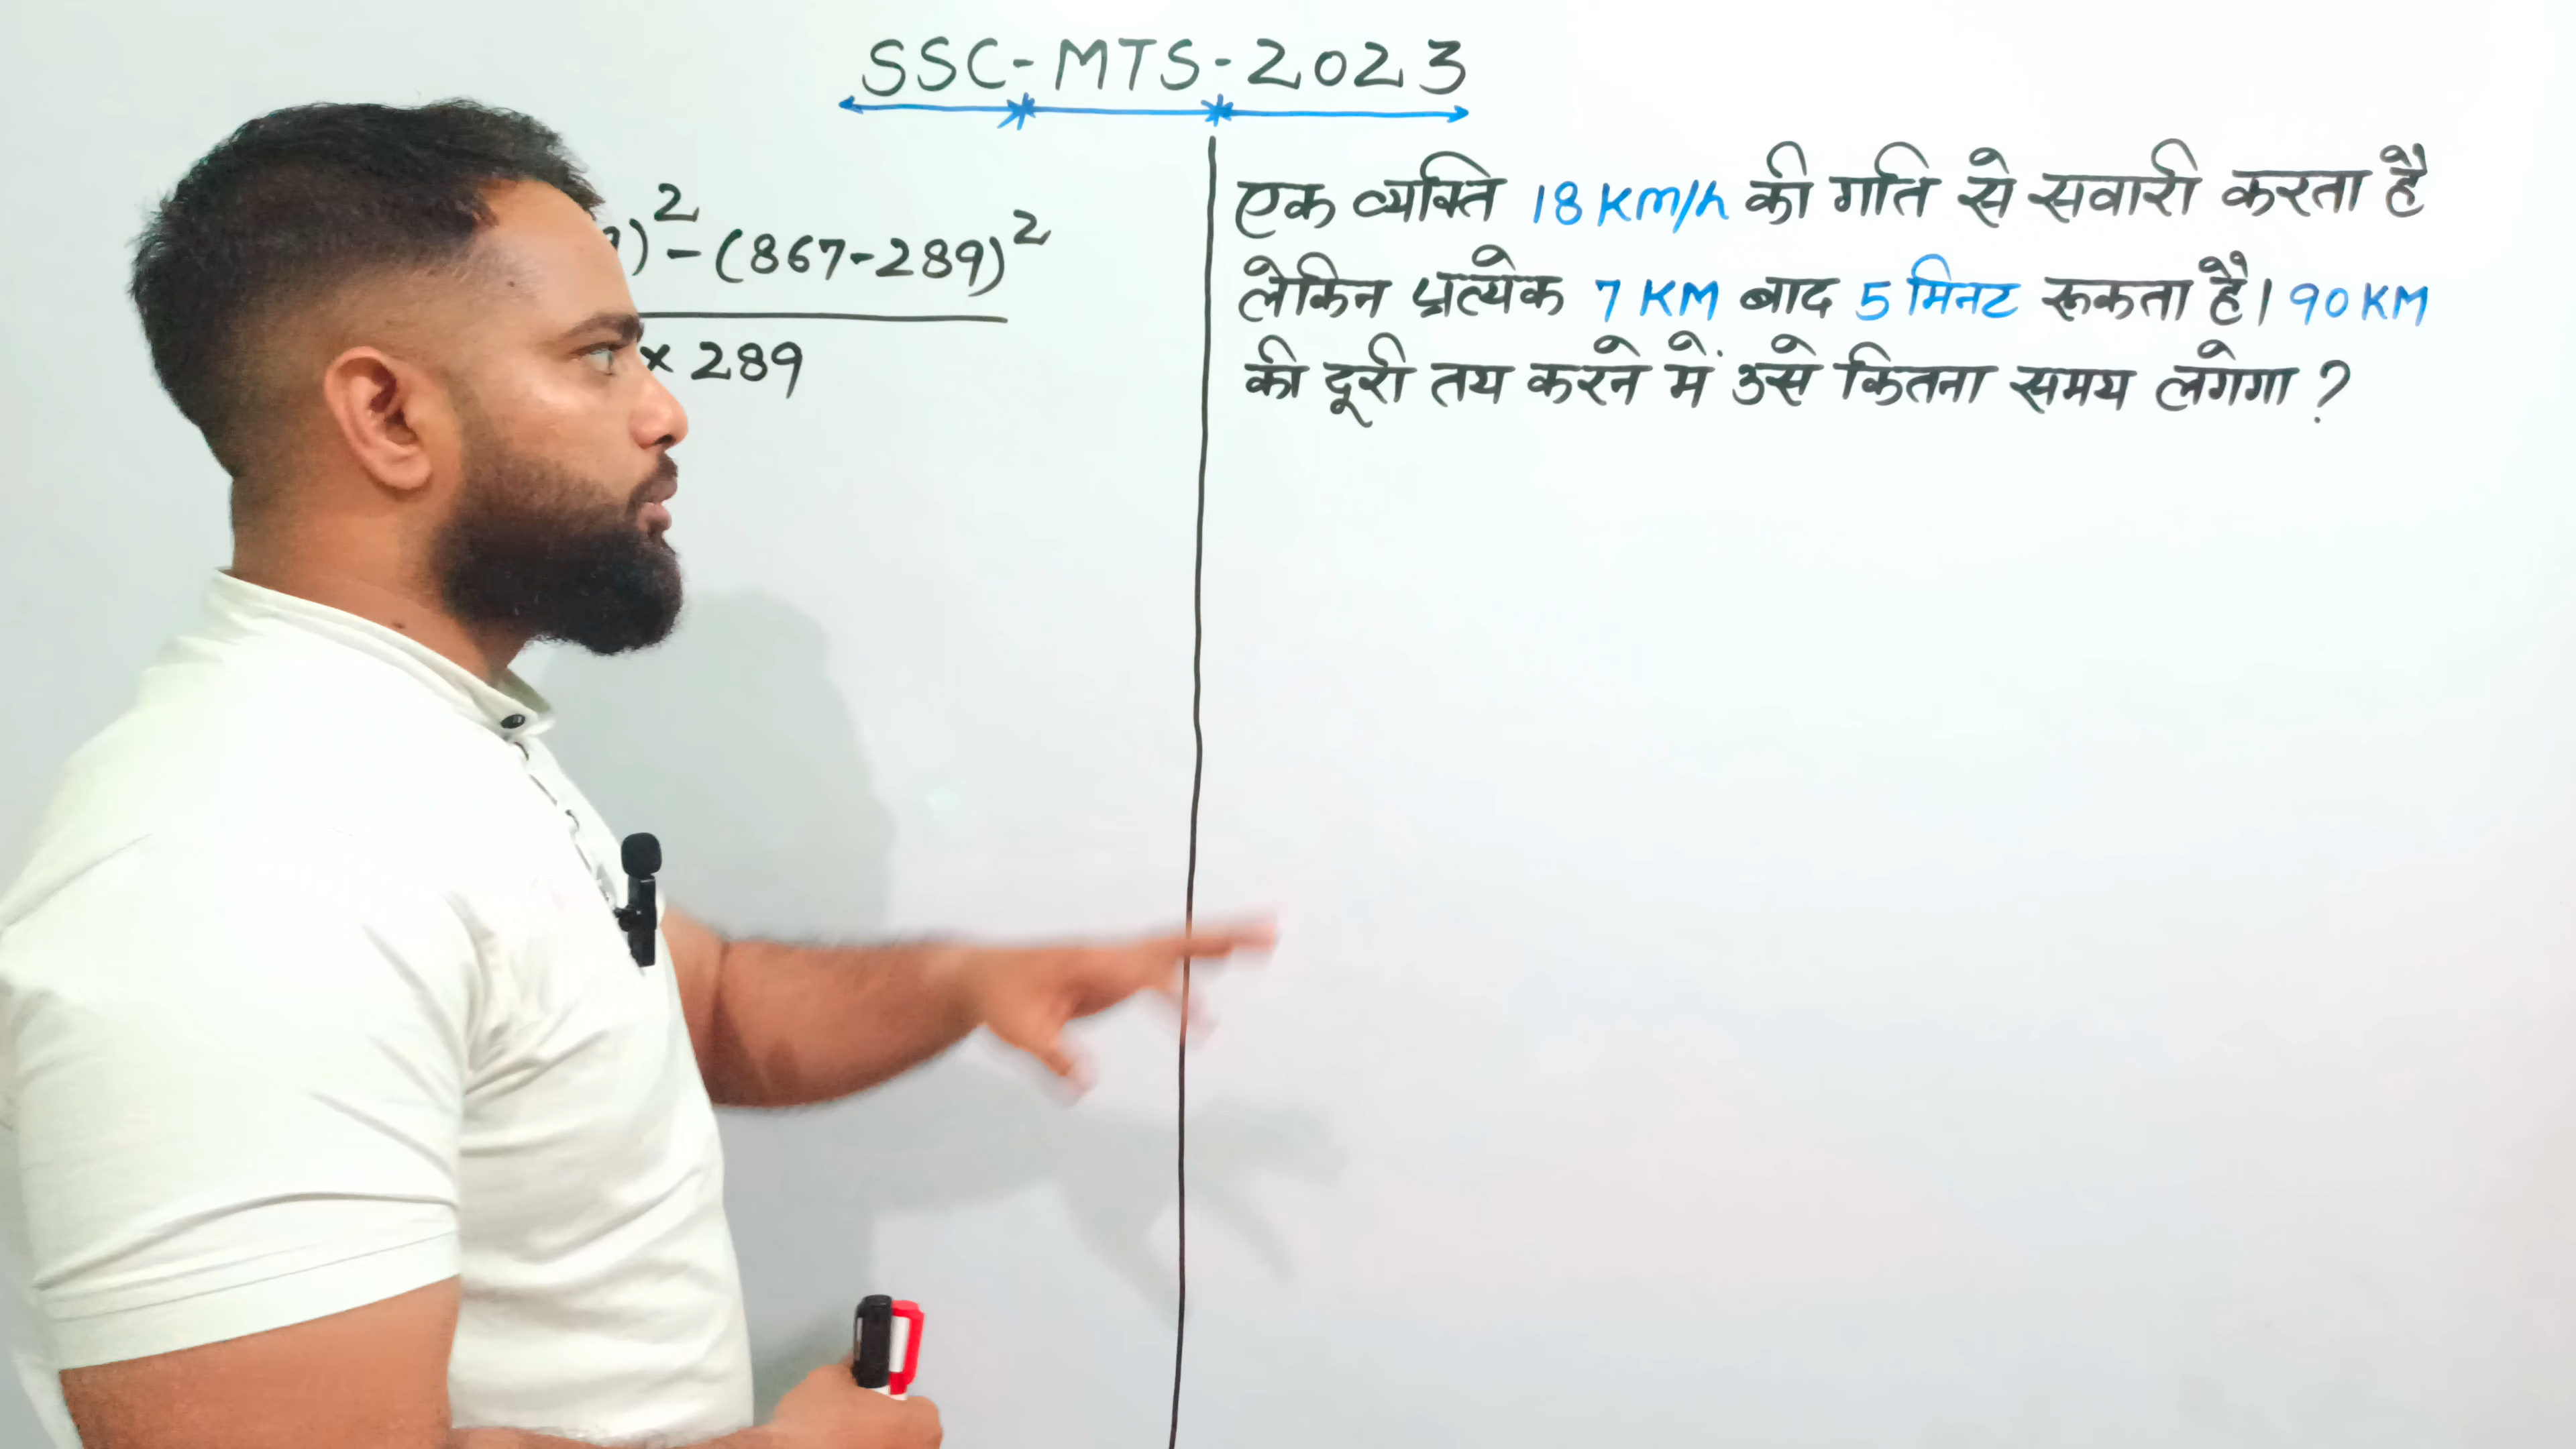 SSC-MTS-2023
)² - (867-289)²
× 289
एक व्यक्ति 18 Km/h की गति से सवारी करता है
लेकिन प्रत्येक 7 KM बाद 5 मिनट रूकता है। 90 KM
की दूरी तय करने में उसे कितना समय लगेगा ?